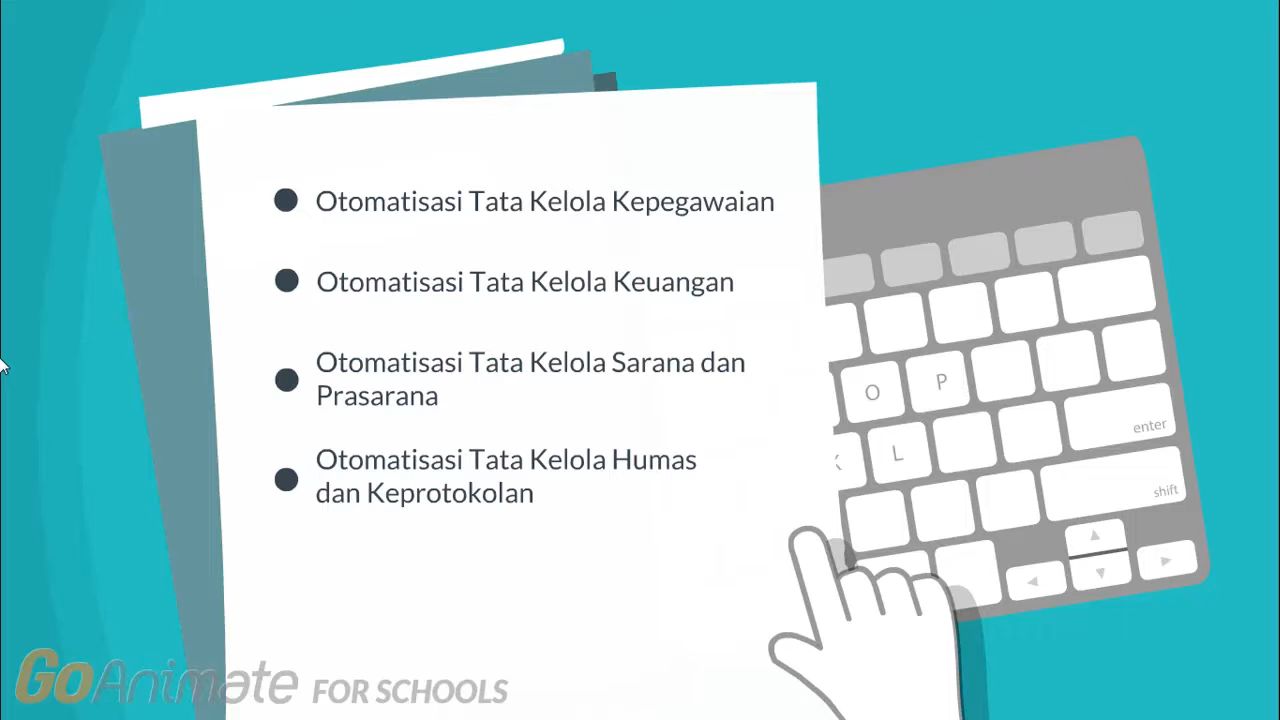 Otomatisasi Tata Kelola Kepegawaian
Otomatisasi Tata Kelola Keuangan
Otomatisasi Tata Kelola Sarana dan
Prasarana
Otomatisasi Tata Kelola Humas
dan Keprotokolan
O
P
K
L
enter
shift
GoAnimate FOR SCHOOLS